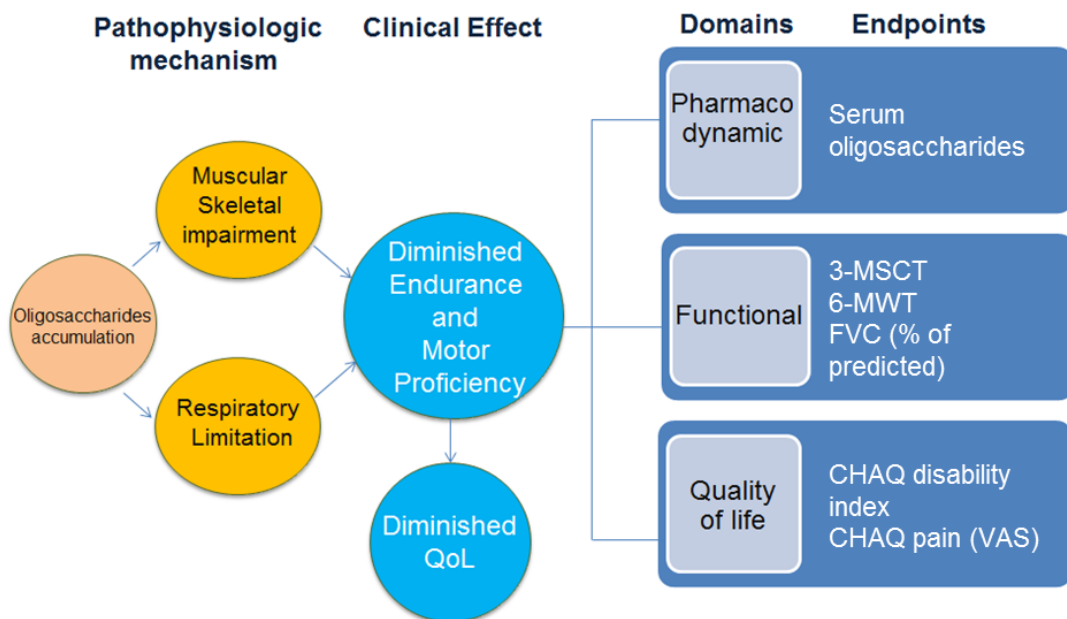 Pathophysiologic
mechanism
Clinical Effect
Domains
Endpoints
Oligosaccharides
accumulation
Muscular
Skeletal
impairment
Respiratory
Limitation
Diminished
Endurance
and
Motor
Proficiency
Diminished
QoL
Pharmaco
dynamic
Serum
oligosaccharides
Functional
3-MSCT
6-MWT
FVC (% of
predicted)
Quality
of life
CHAQ disability
index
CHAQ pain (VAS)